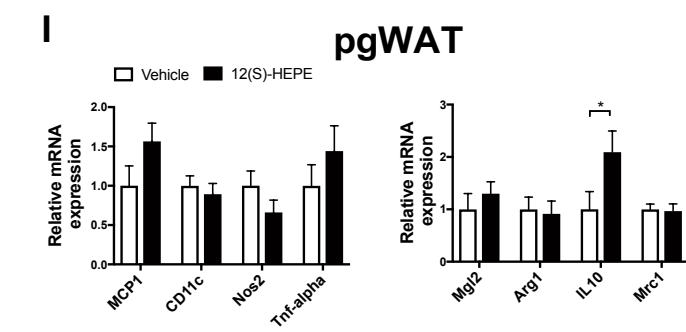 I
pgWAT
Vehicle 12(S)-HEPE
Relative mRNA
expression
2.0
1.5
1.0
0.5
0.0
MCP1
CD11c
Nos2
Tnf-alpha
Relative mRNA
expression
3
2
1
0
*
Mgl2
Arg1
IL10
Mrc1